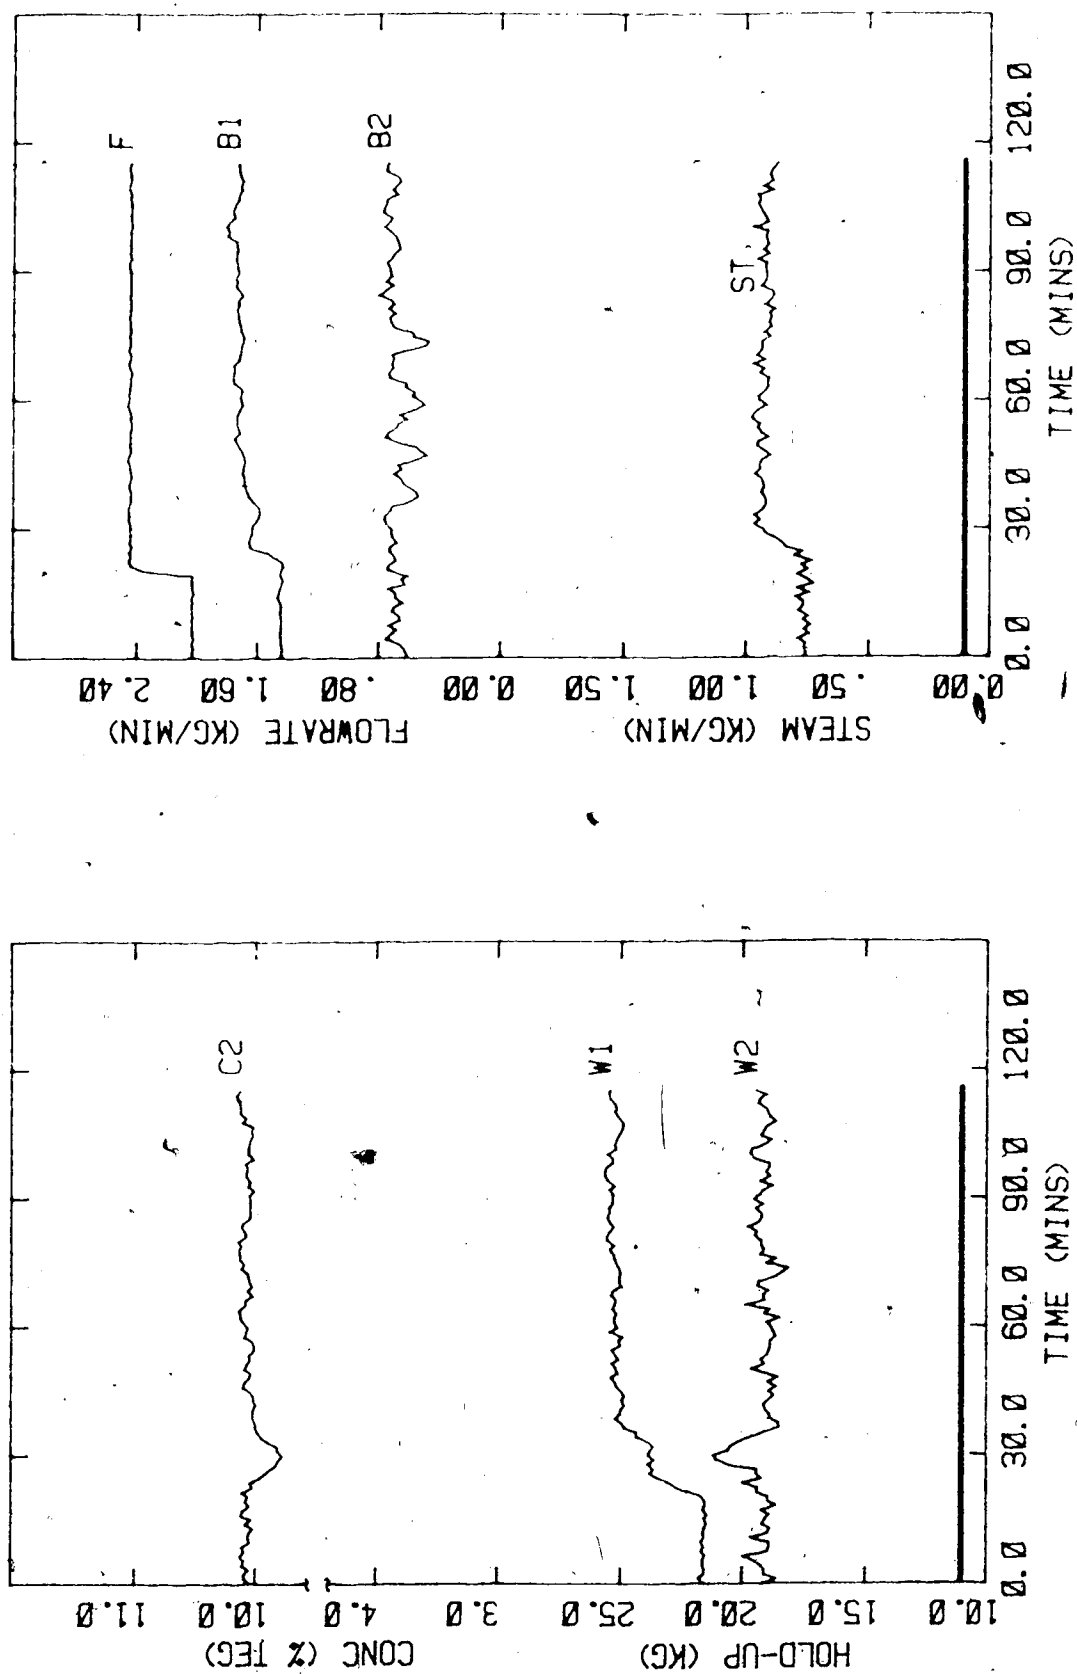 F
B1
B2
ST
2.40
1.60
.80
0.00
FLOWRATE (KG/MIN)
1.50
1.00
.50
0.00
STEAM (KG/MIN)
0.0 30.0 60.0 90.0 120.0
TIME (MINS)
C2
W1
W2
11.0
10.0
4.0
3.0
CONC (% TEG)
25.0
20.0
15.0
10.0
HOLD-UP (KG)
0.0 30.0 60.0 90.0 120.0
TIME (MINS)